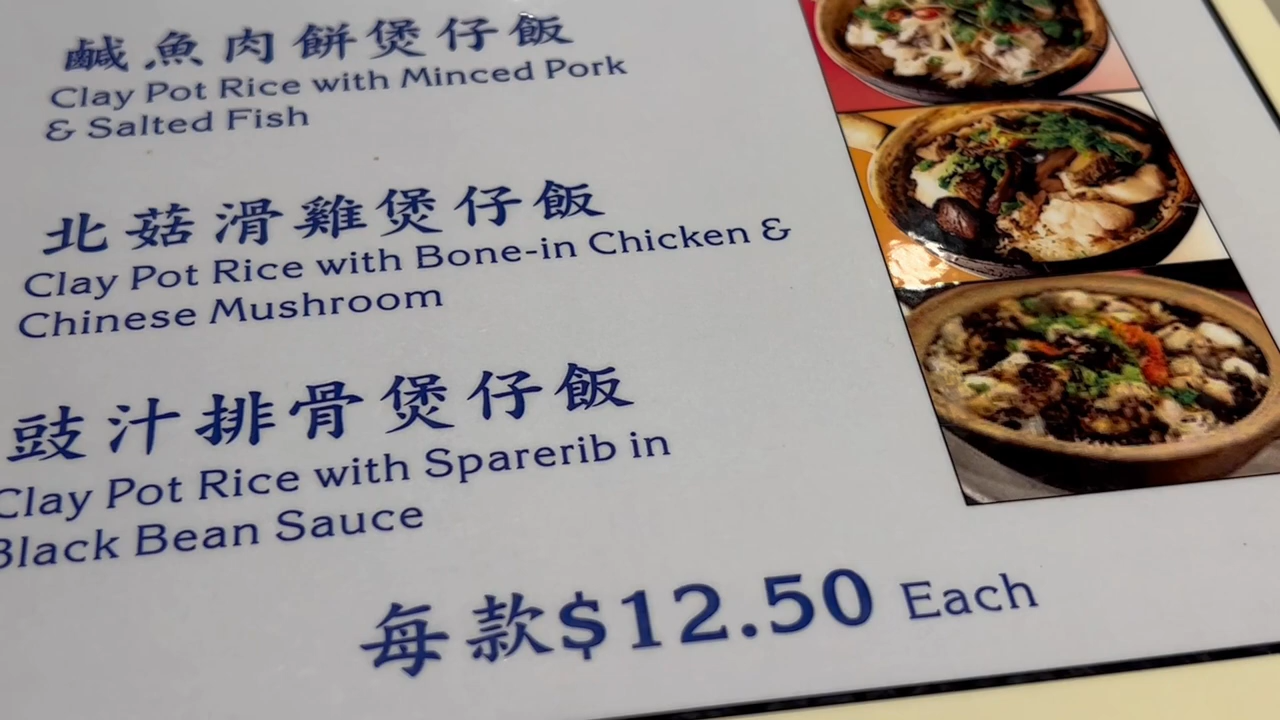 鹹魚肉餅煲仔飯
Clay Pot Rice with Minced Pork
& Salted Fish
北菇滑雞煲仔飯
Clay Pot Rice with Bone-in Chicken &
Chinese Mushroom
豉汁排骨煲仔飯
Clay Pot Rice with Sparerib in
Black Bean Sauce
每款$12.50 Each